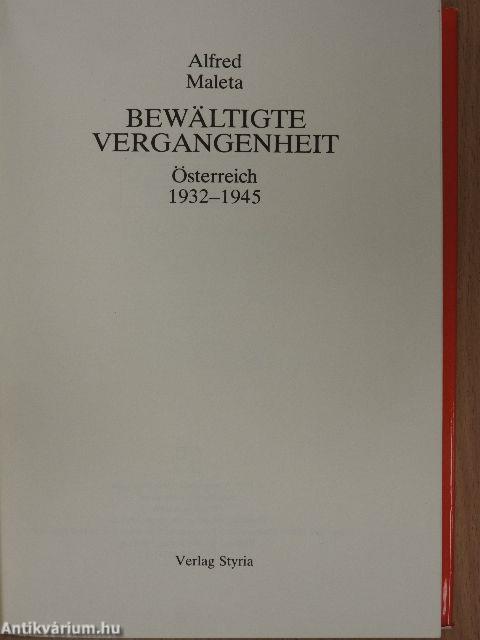 Alfred
Maleta
BEWÄLTIGTE
VERGANGENHEIT
Österreich
1932–1945
Verlag Styria
Antikvárium.hu